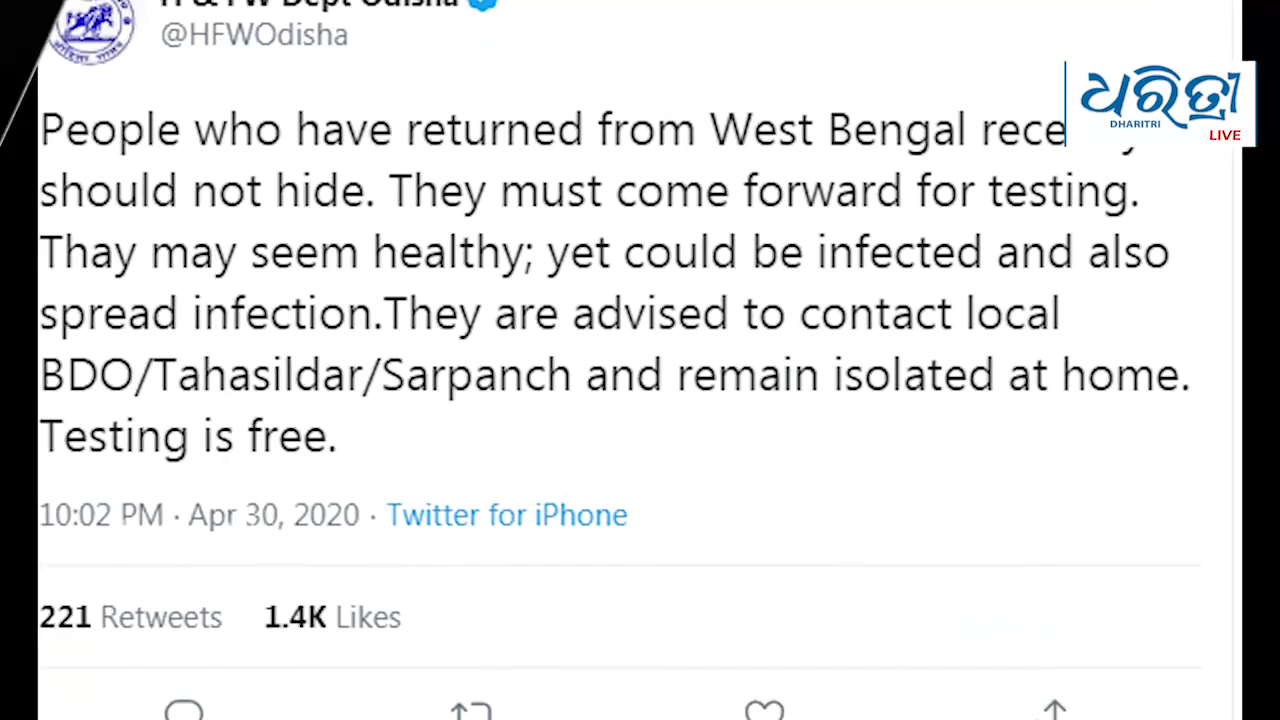 H & FW Dept Odisha
@HFWOdisha
ଧରିତ୍ରୀ
DHARITRI
LIVE
People who have returned from West Bengal
should not hide. They must come forward for testing.
Thay may seem healthy; yet could be infected and also
spread infection.They are advised to contact local
BDO/Tahasildar/Sarpanch and remain isolated at home.
Testing is free.
10:02 PM · Apr 30, 2020 · Twitter for iPhone
221 Retweets 1.4K Likes